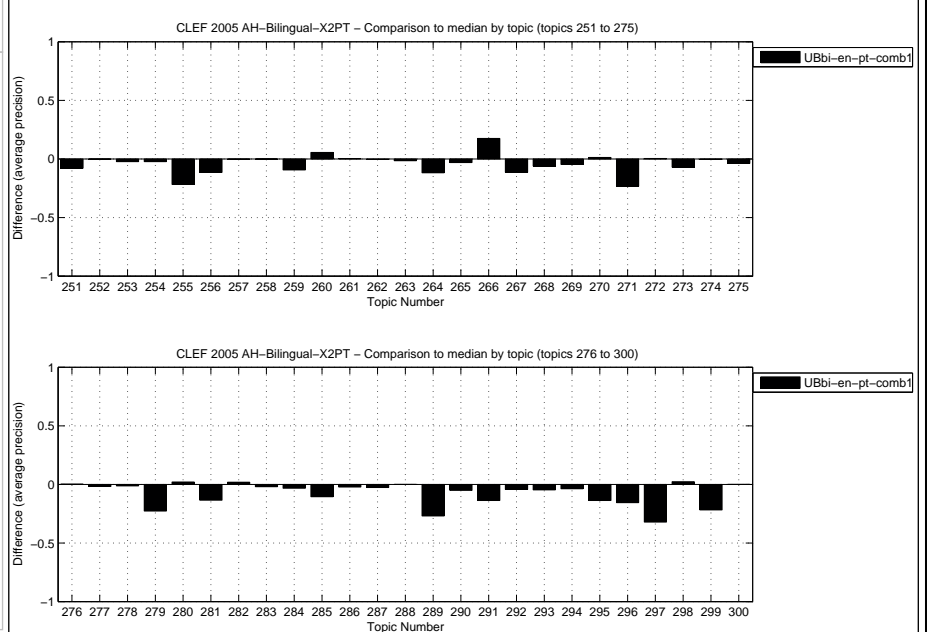 CLEF 2005 AH−Bilingual−X2PT − Comparison to median by topic (topics 251 to 275)
1
0.5
0
−0.5
−1
Difference (average precision)
251 252 253 254 255 256 257 258 259 260 261 262 263 264 265 266 267 268 269 270 271 272 273 274 275
Topic Number
UBbi−en−pt−comb1
CLEF 2005 AH−Bilingual−X2PT − Comparison to median by topic (topics 276 to 300)
1
0.5
0
−0.5
−1
Difference (average precision)
276 277 278 279 280 281 282 283 284 285 286 287 288 289 290 291 292 293 294 295 296 297 298 299 300
Topic Number
UBbi−en−pt−comb1